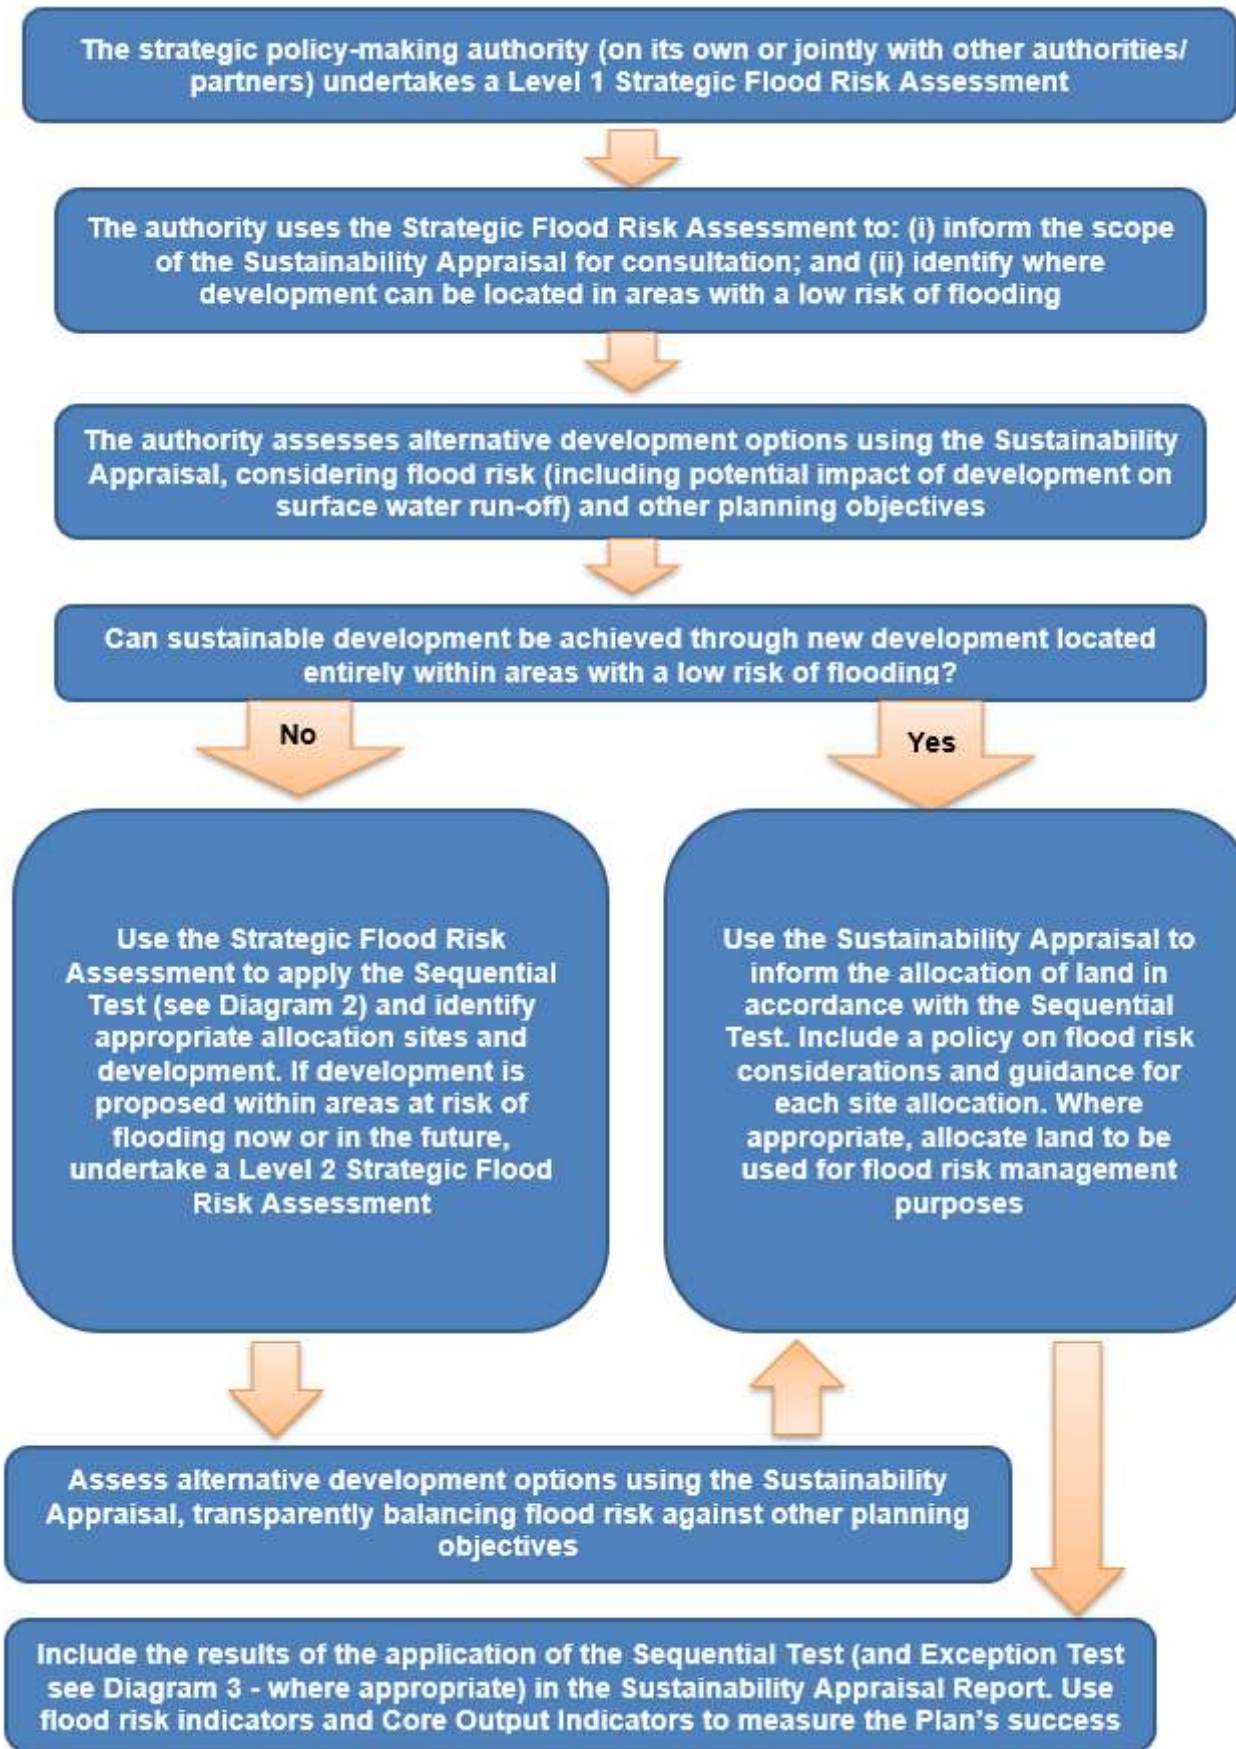 The strategic policy-making authority (on its own or jointly with other authorities/
partners) undertakes a Level 1 Strategic Flood Risk Assessment
The authority uses the Strategic Flood Risk Assessment to: (i) inform the scope
of the Sustainability Appraisal for consultation; and (ii) identify where
development can be located in areas with a low risk of flooding
The authority assesses alternative development options using the Sustainability
Appraisal, considering flood risk (including potential impact of development on
surface water run-off) and other planning objectives
Can sustainable development be achieved through new development located
entirely within areas with a low risk of flooding?
No
Yes
Use the Strategic Flood Risk
Assessment to apply the Sequential
Test (see Diagram 2) and identify
appropriate allocation sites and
development. If development is
proposed within areas at risk of
flooding now or in the future,
undertake a Level 2 Strategic Flood
Risk Assessment
Use the Sustainability Appraisal to
inform the allocation of land in
accordance with the Sequential
Test. Include a policy on flood risk
considerations and guidance for
each site allocation. Where
appropriate, allocate land to be
used for flood risk management
purposes
Assess alternative development options using the Sustainability
Appraisal, transparently balancing flood risk against other planning
objectives
Include the results of the application of the Sequential Test (and Exception Test
see Diagram 3 - where appropriate) in the Sustainability Appraisal Report. Use
flood risk indicators and Core Output Indicators to measure the Plan's success